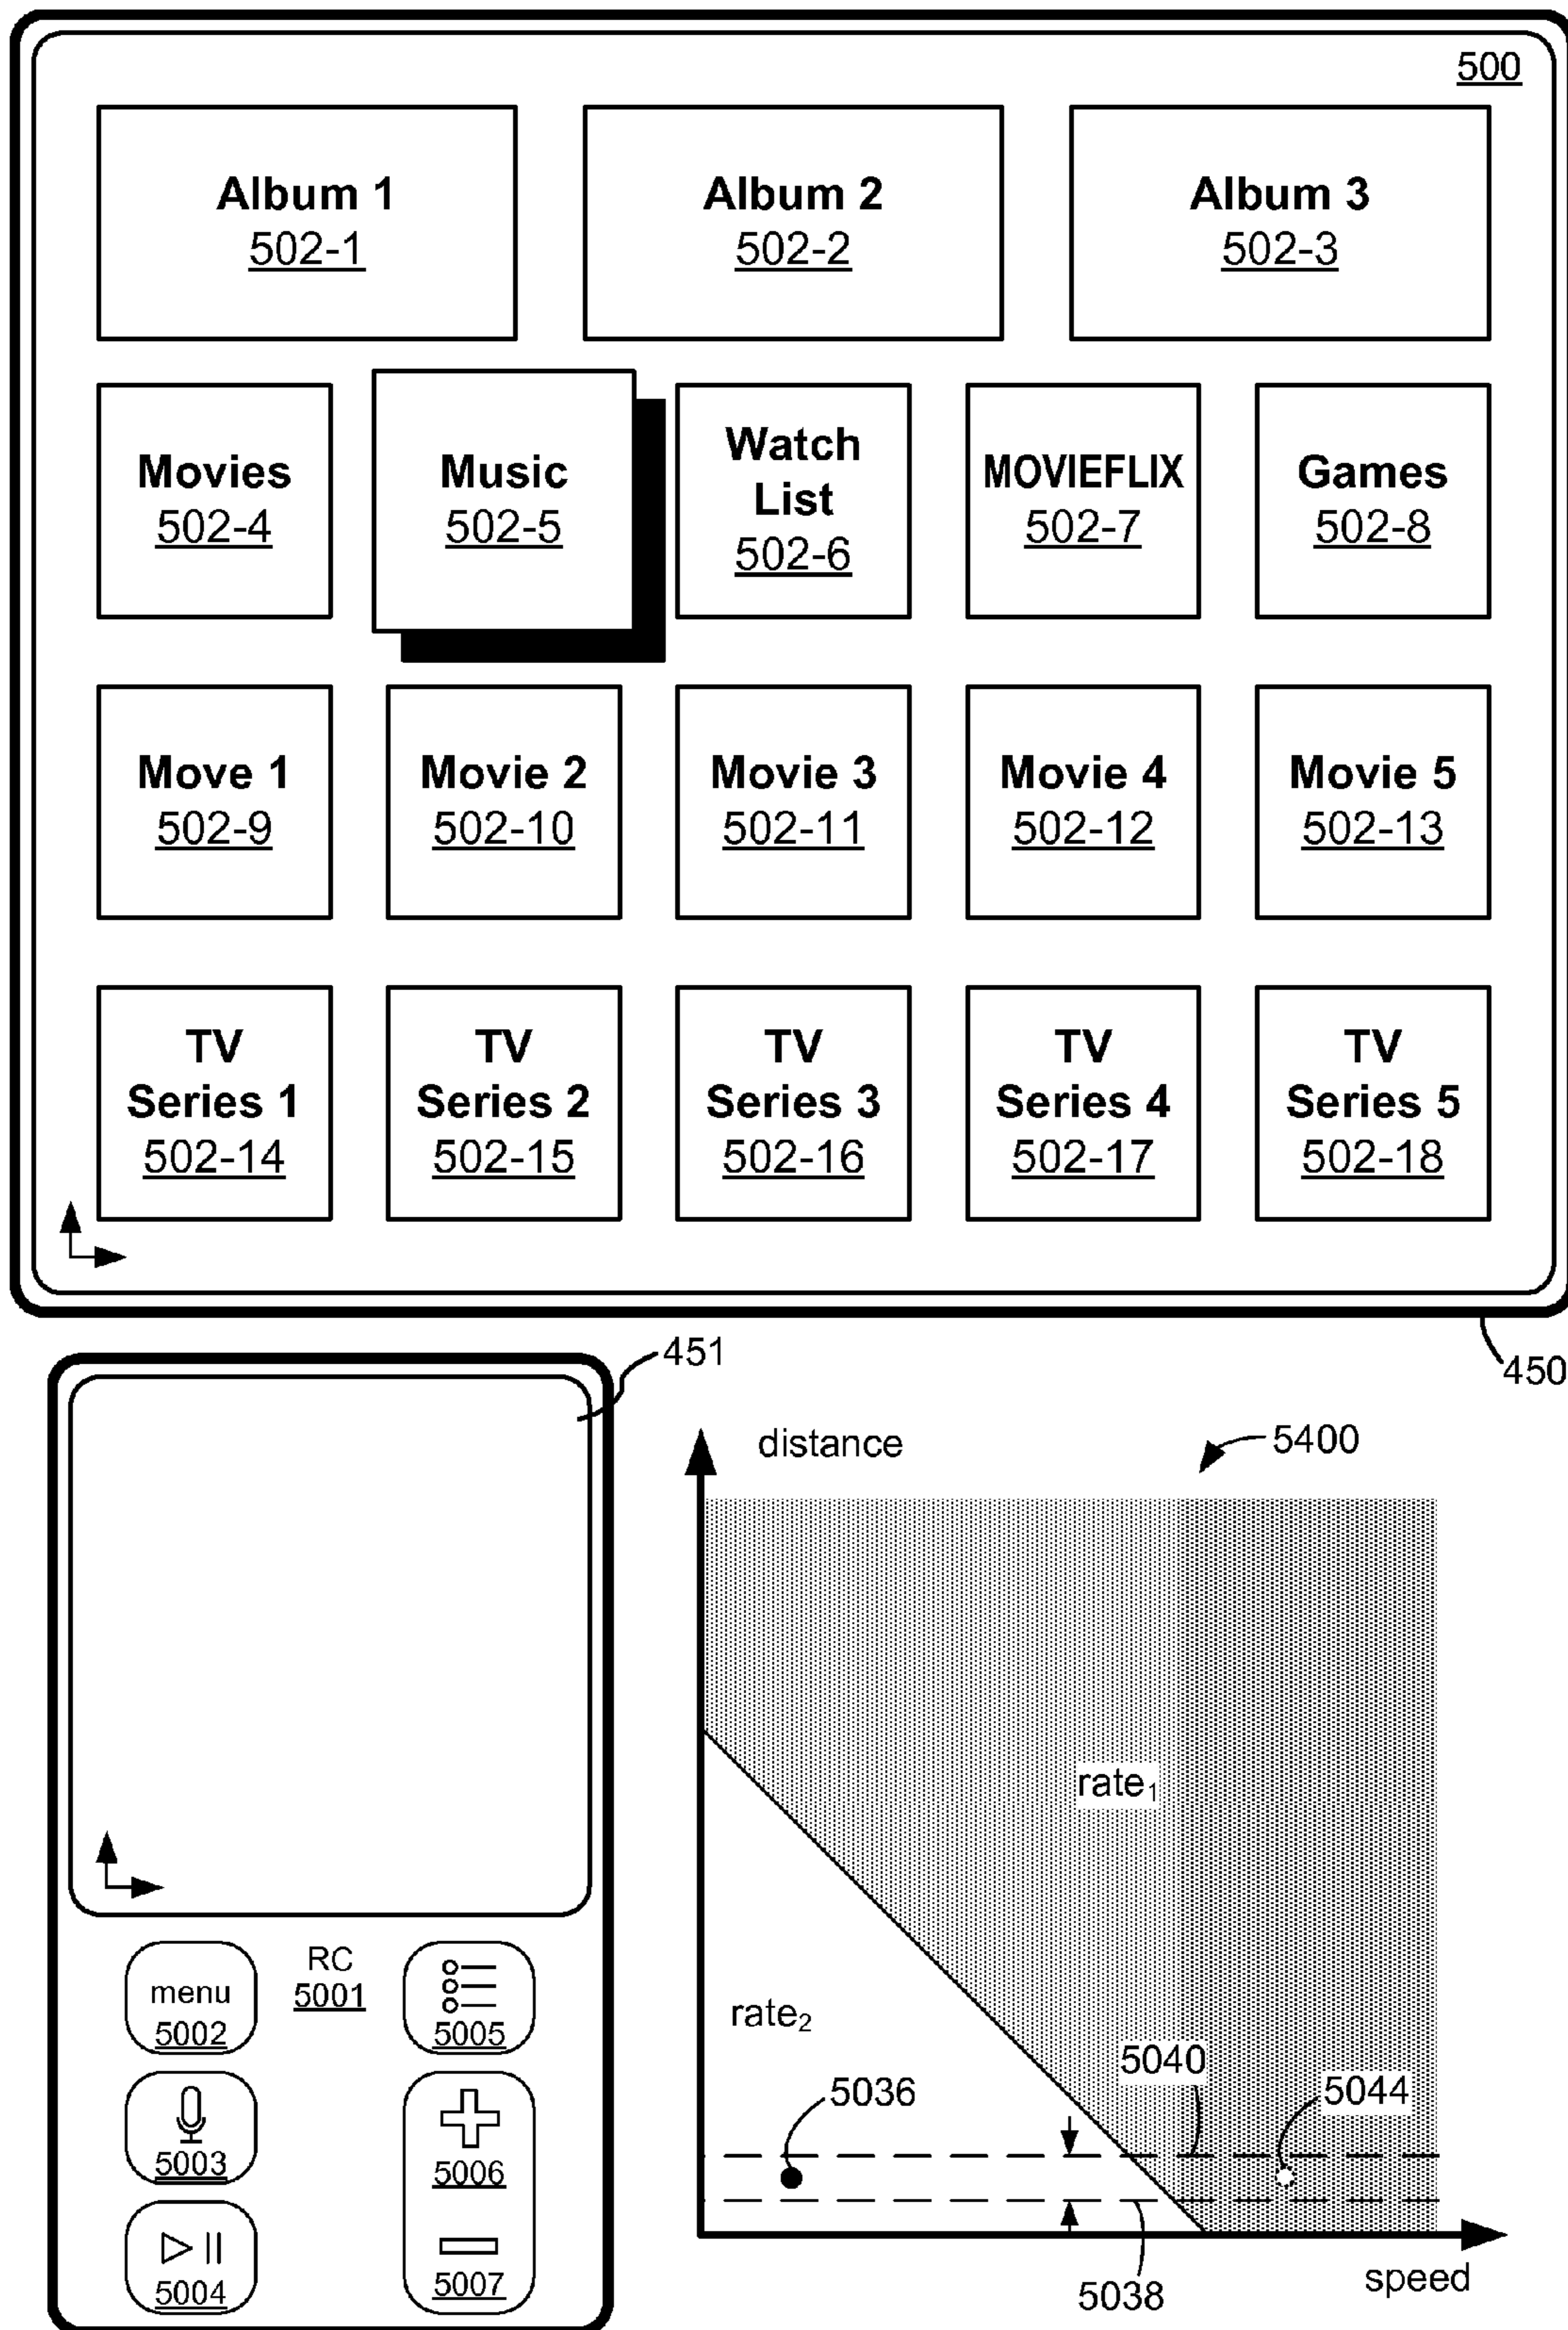 500
Album 1
502-1
Album 2
502-2
Album 3
502-3
Movies
502-4
Music
502-5
Watch
List
502-6
MOVIEFLIX
502-7
Games
502-8
Move 1
502-9
Movie 2
502-10
Movie 3
502-11
Movie 4
502-12
Movie 5
502-13
TV
Series 1
502-14
TV
Series 2
502-15
TV
Series 3
502-16
TV
Series 4
502-17
TV
Series 5
502-18
450
451
menu
5002
RC
5001
5005
5003
5006
5004
5007
distance
5400
rate₁
rate₂
5040
5036
5044
5038
speed